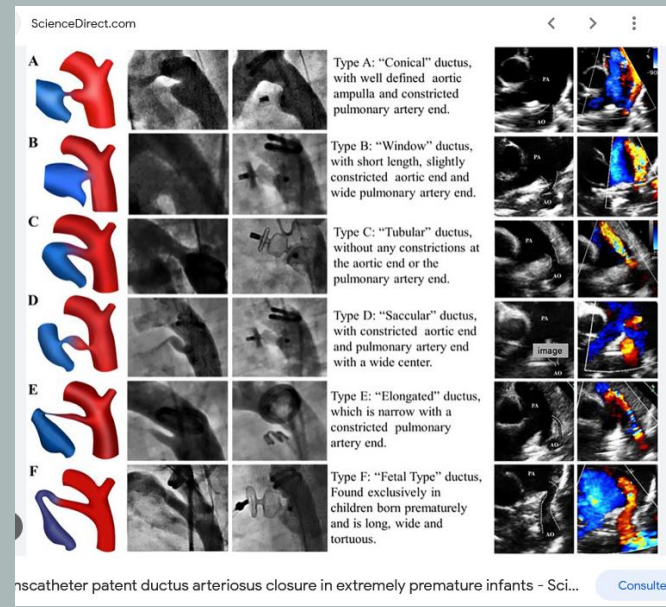 ScienceDirect.com
A
Type A: “Conical” ductus,
with well defined aortic
ampulla and constricted
pulmonary artery end.
PA
AO
-90
B
Type B: “Window” ductus,
with short length, slightly
constricted aortic end and
wide pulmonary artery end.
PA
AO
C
Type C: “Tubular” ductus,
without any constrictions at
the aortic end or the
pulmonary artery end.
PA
AO
D
Type D: “Saccular” ductus,
with constricted aortic end
and pulmonary artery end
with a wide center.
PA
image
AO
E
Type E: “Elongated” ductus,
which is narrow with a
constricted pulmonary
artery end.
PA
AO
F
Type F: “Fetal Type” ductus,
Found exclusively in
children born prematurely
and is long, wide and
tortuous.
PA
AO
nscatheter patent ductus arteriosus closure in extremely premature infants - Sci...
Consulte